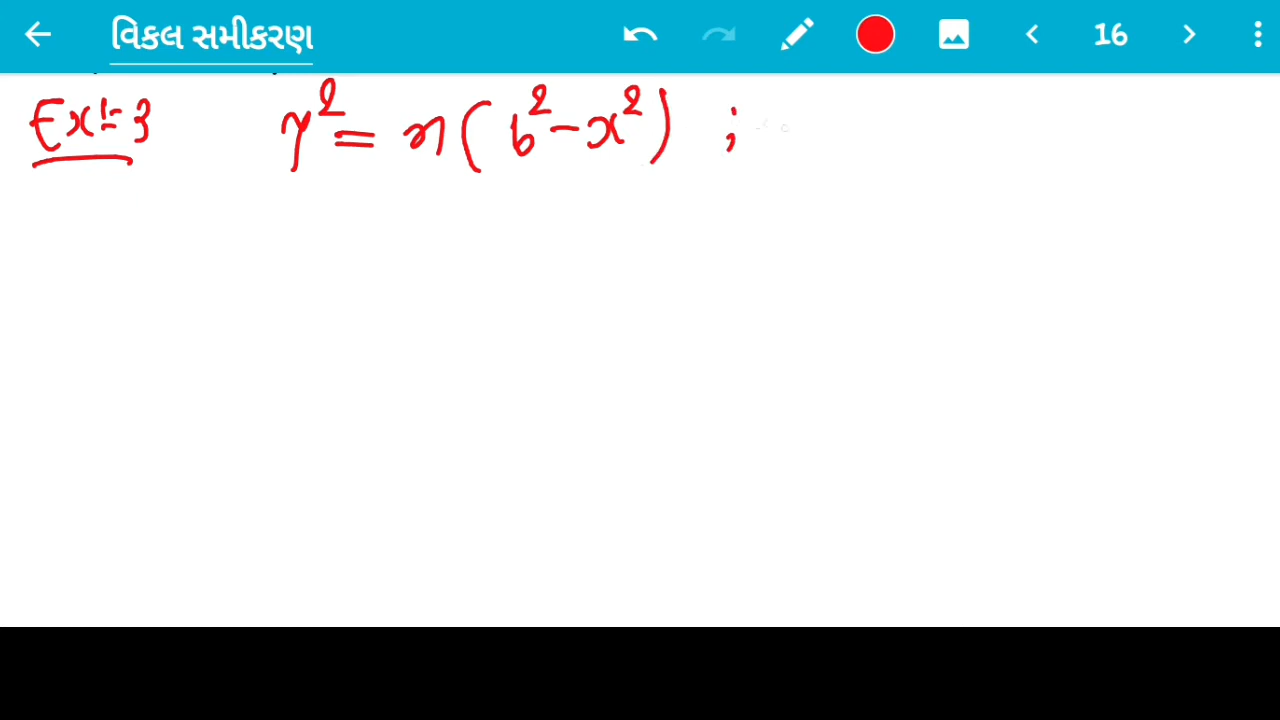 વિકલ સમીકરણ 16
Ex:- 3 y² = n(b² - x²) ;